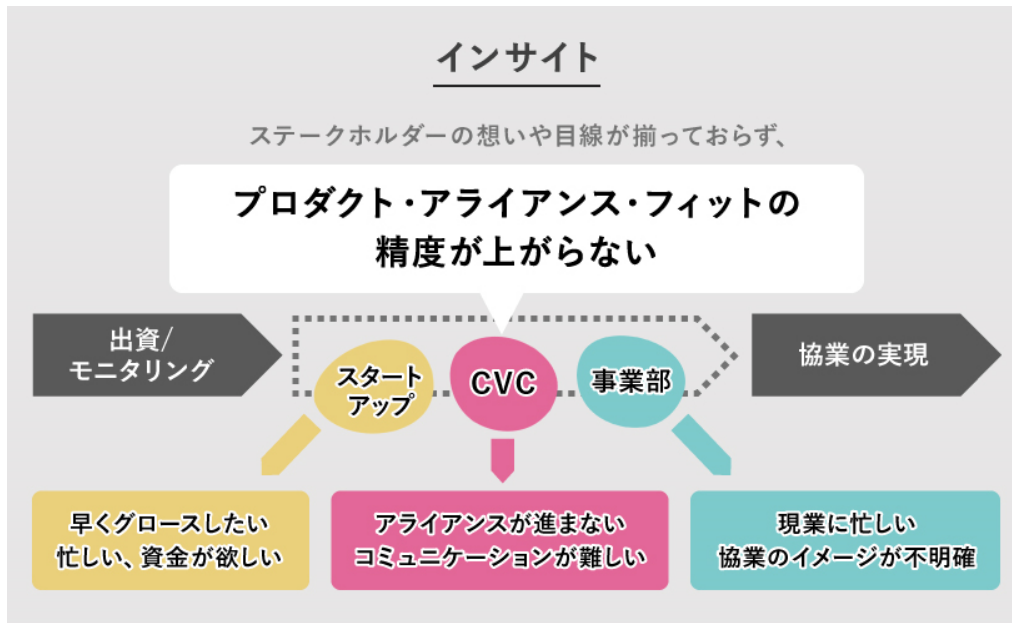 インサイト
ステークホルダーの想いや目線が揃っておらず、
プロダクト・アライアンス・フィットの
精度が上がらない
出資/
モニタリング
スタート
アップ
CVC
事業部
協業の実現
早くグロースしたい
忙しい、資金が欲しい
アライアンスが進まない
コミュニケーションが難しい
現業に忙しい
協業のイメージが不明確